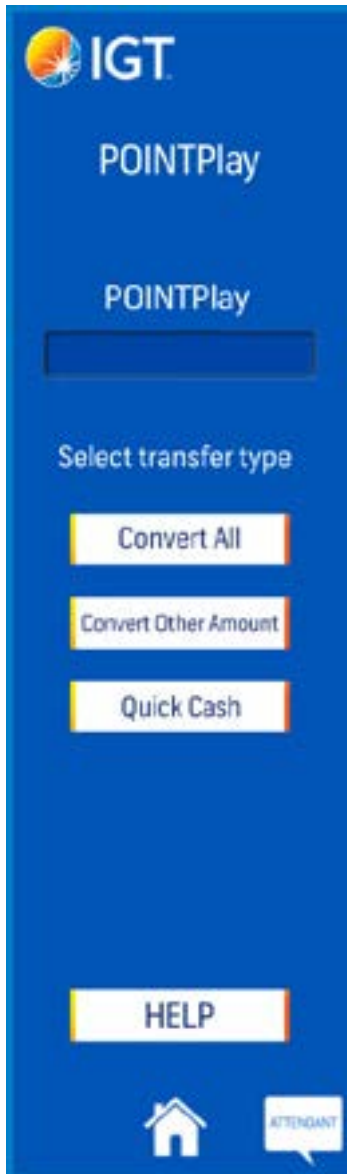 IGT
POINTPlay
POINTPlay
Select transfer type
Convert All
Convert Other Amount
Quick Cash
HELP
ATTENDANT